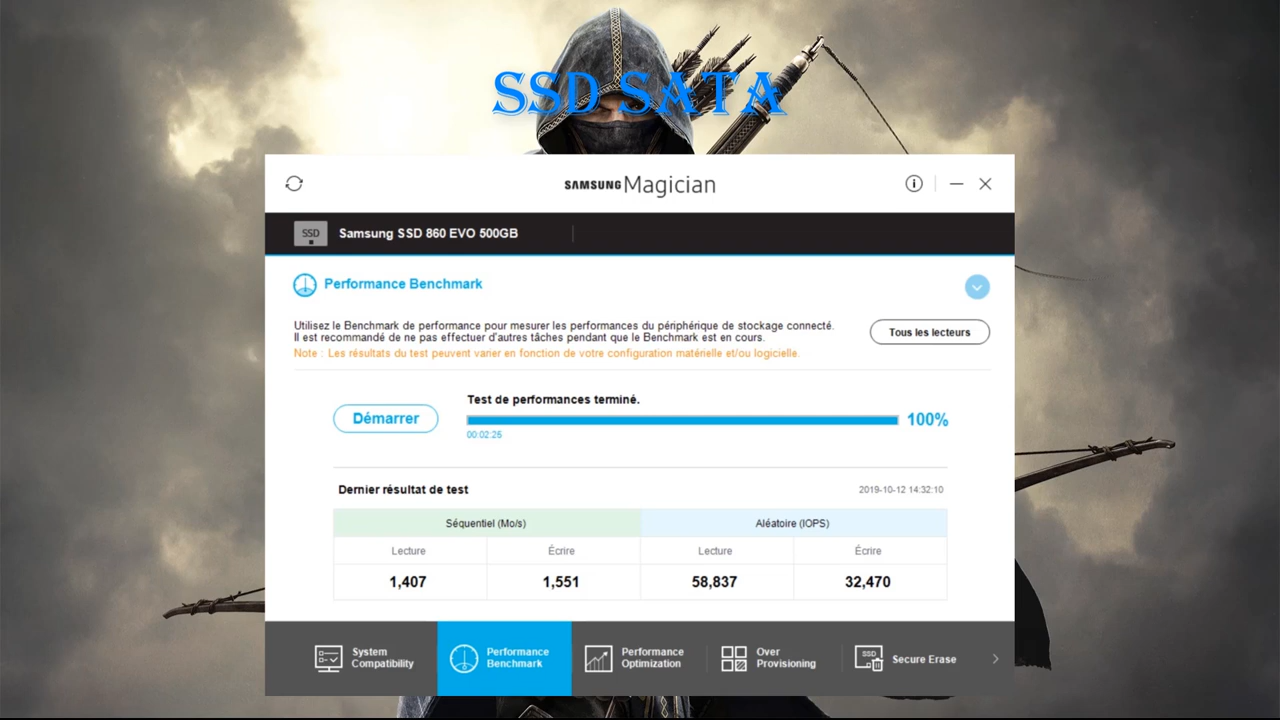 SSD SATA
SAMSUNG Magician
SSD
Samsung SSD 860 EVO 500GB
Performance Benchmark
Utilisez le Benchmark de performance pour mesurer les performances du périphérique de stockage connecté.
Il est recommandé de ne pas effectuer d'autres tâches pendant que le Benchmark est en cours.
Note : Les résultats du test peuvent varier en fonction de votre configuration matérielle et/ou logicielle.
Tous les lecteurs
Démarrer
Test de performances terminé.
100%
00:02:25
Dernier résultat de test
2019-10-12 14:32:10
Séquentiel (Mo/s)
Aléatoire (IOPS)
Lecture
Écrire
Lecture
Écrire
1,407
1,551
58,837
32,470
System
Compatibility
Performance
Benchmark
Performance
Optimization
Over
Provisioning
SSD
Secure Erase